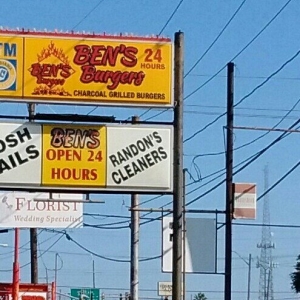 TM
BEN'S
Burgers
BEN'S 24
HOURS
Burgers
CHARCOAL GRILLED BURGERS
OSH
AILS
BEN'S
OPEN 24
HOURS
RANDON'S
CLEANERS
FLORIST
Wedding Specialist